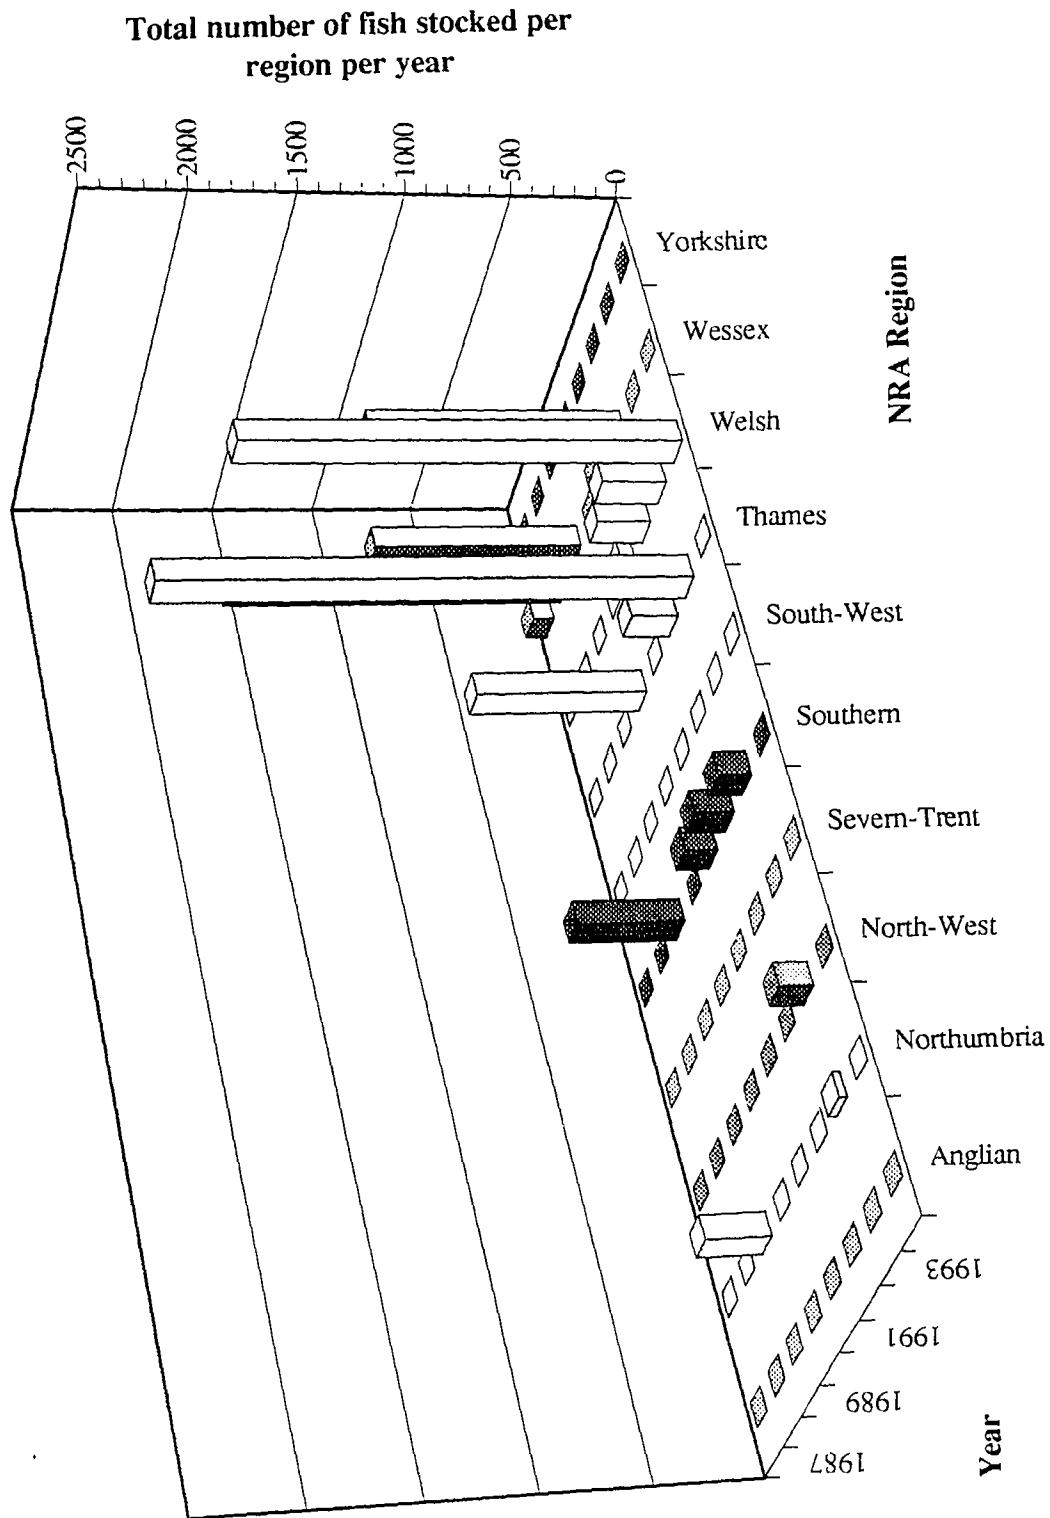 Total number of fish stocked per
region per year
2500
2000
1500
1000
500
0
Yorkshire
Wessex
Welsh
Thames
South-West
Southern
Severn-Trent
North-West
Northumbria
Anglian
NRA Region
1993
1991
1989
1987
Year